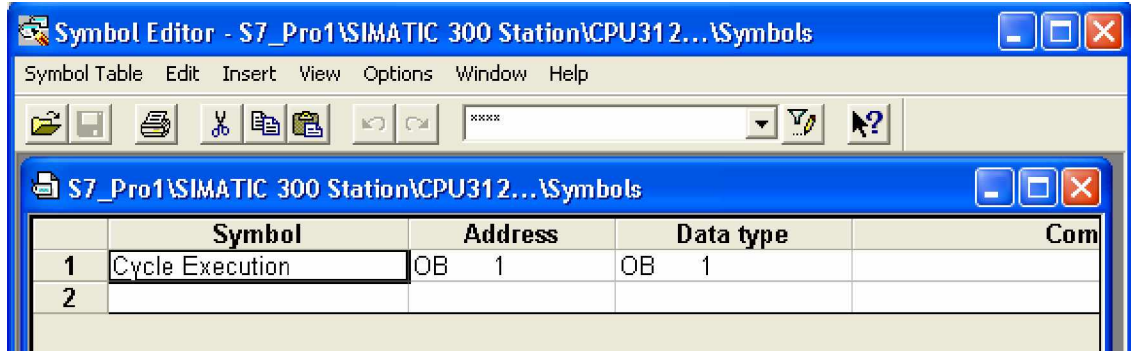 Symbol Editor - S7_Pro1\SIMATIC 300 Station\CPU312...\Symbols
Symbol Table Edit Insert View Options Window Help
****
S7_Pro1\SIMATIC 300 Station\CPU312...\Symbols
Symbol Address Data type Com
1 Cycle Execution OB 1 OB 1
2